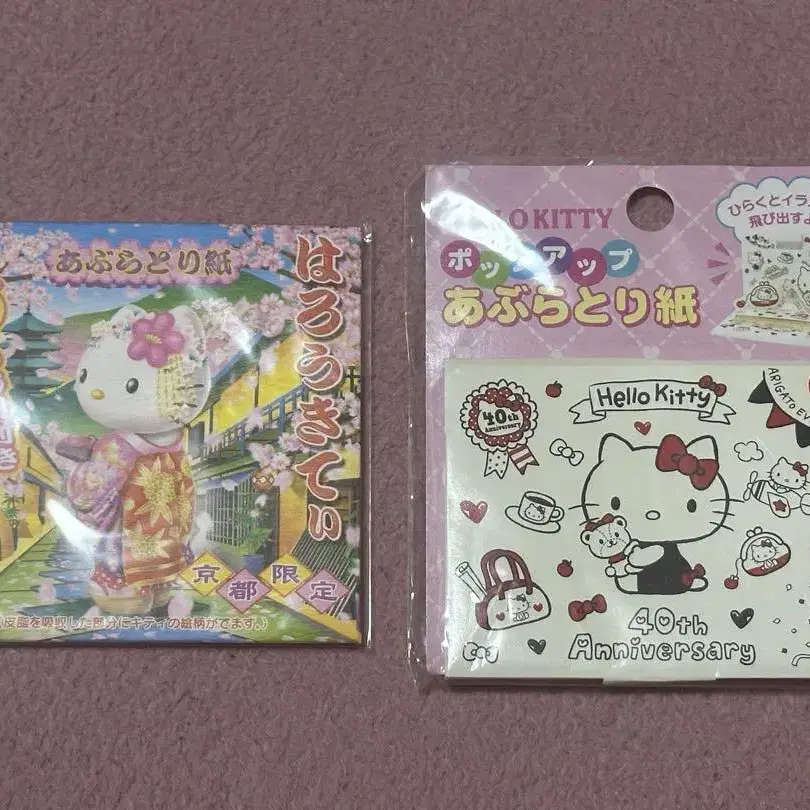 あぶらとり紙
はろうきてぃ
京都限定
皮脂を吸収した部分にキティの絵柄がでます。)
LO KITTY
ポップアップ
あぶらとり紙
ひらくとイラ
飛び出すよ
40th
Anniversary
Hello Kitty
ARIGATO
40th
Anniversary